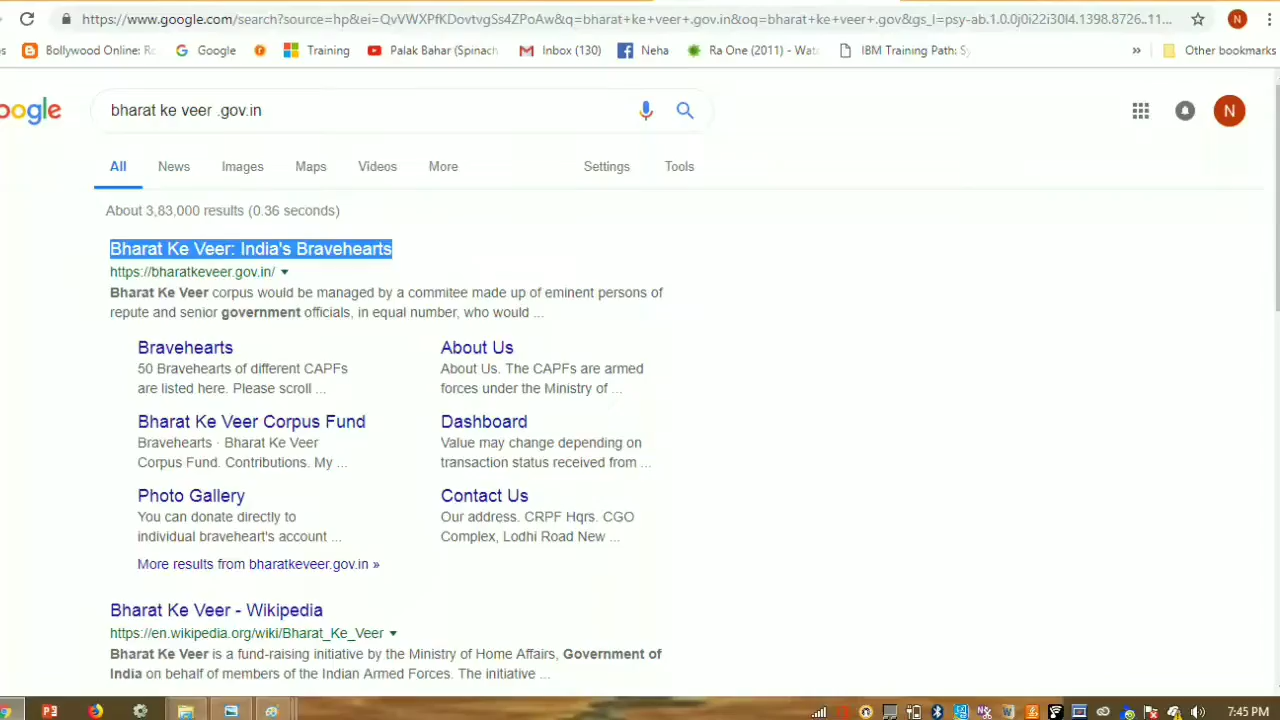 https://www.google.com/search?source=hp&ei=QvVWXPfKDovtvgSs4ZPoAw&q=bharat+ke+veer+.gov.in&oq=bharat+ke+veer+.gov&gs_l=psy-ab.1.0.0j0i22i30l4.1398.8726..11... N
Bollywood Online: Ro Google Training Palak Bahar (Spinach Inbox (130) Neha Ra One (2011) - Wat IBM Training Path: Sy » Other bookmarks
oogle bharat ke veer .gov.in N
All News Images Maps Videos More Settings Tools
About 3,83,000 results (0.36 seconds)
Bharat Ke Veer: India's Bravehearts
https://bharatkeveer.gov.in/
Bharat Ke Veer corpus would be managed by a commitee made up of eminent persons of
repute and senior government officials, in equal number, who would ...
Bravehearts
50 Bravehearts of different CAPFs
are listed here. Please scroll ...
About Us
About Us. The CAPFs are armed
forces under the Ministry of ...
Bharat Ke Veer Corpus Fund
Bravehearts · Bharat Ke Veer
Corpus Fund. Contributions. My ...
Dashboard
Value may change depending on
transaction status received from ...
Photo Gallery
You can donate directly to
individual braveheart's account ...
Contact Us
Our address. CRPF Hqrs. CGO
Complex, Lodhi Road New ...
More results from bharatkeveer.gov.in »
Bharat Ke Veer - Wikipedia
https://en.wikipedia.org/wiki/Bharat_Ke_Veer
Bharat Ke Veer is a fund-raising initiative by the Ministry of Home Affairs, Government of
India on behalf of members of the Indian Armed Forces. The initiative ...
7:45 PM